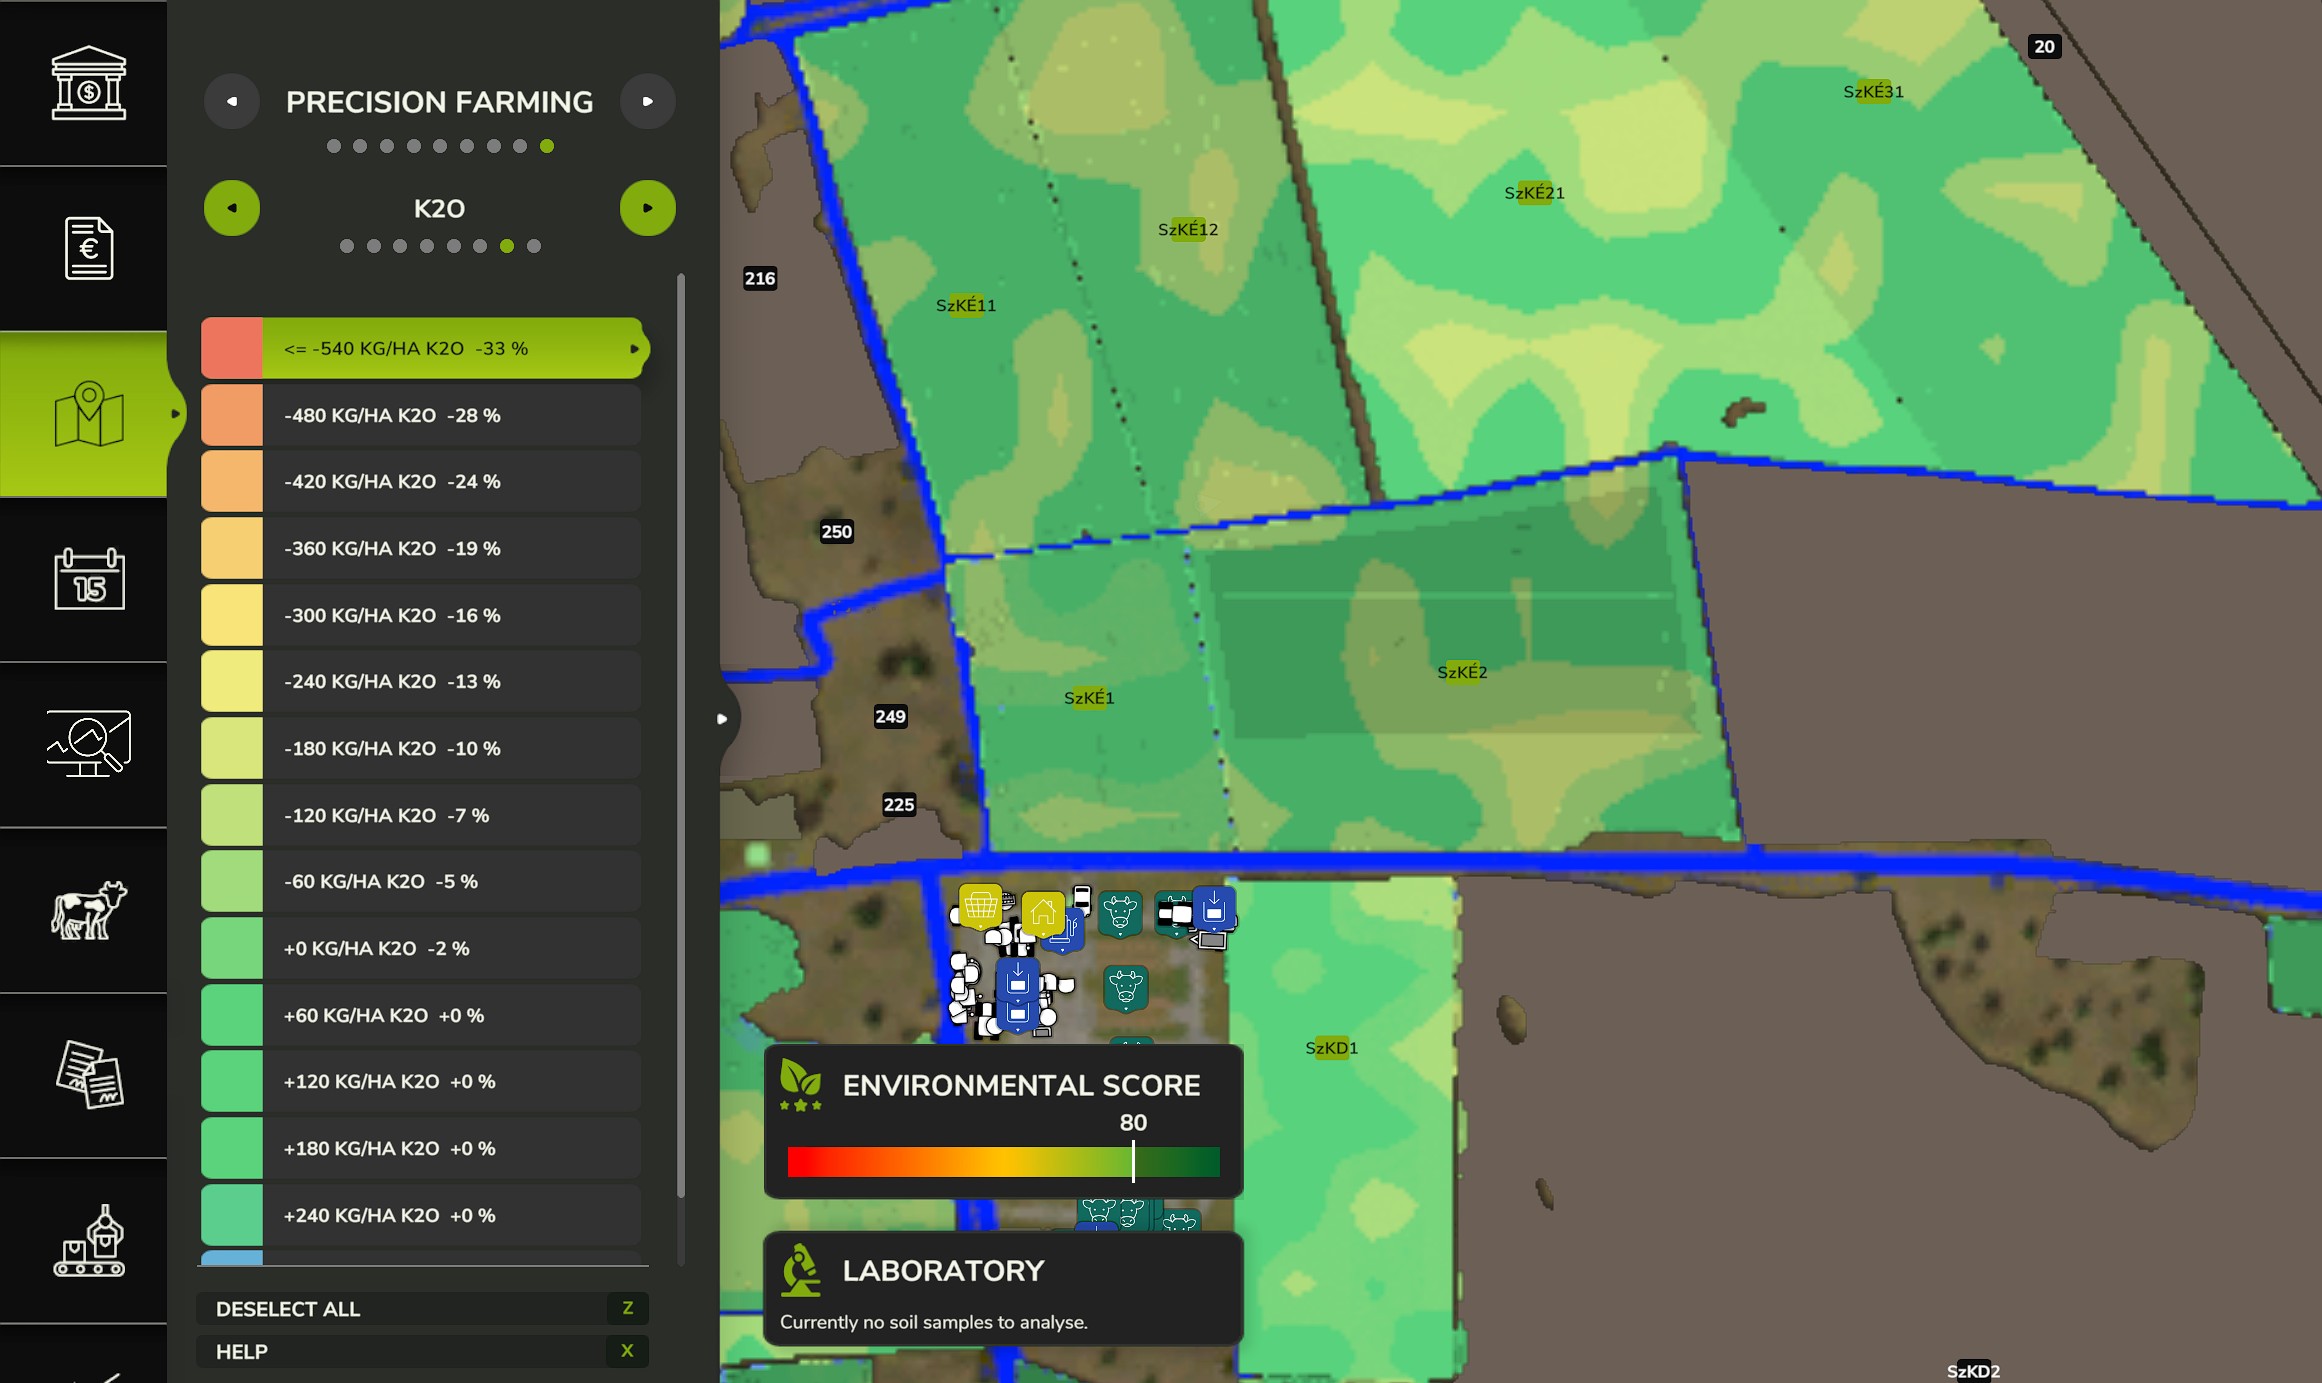 PRECISION FARMING
K2O
<= -540 KG/HA K2O -33 %
-480 KG/HA K2O -28 %
-420 KG/HA K2O -24 %
-360 KG/HA K2O -19 %
-300 KG/HA K2O -16 %
-240 KG/HA K2O -13 %
-180 KG/HA K2O -10 %
-120 KG/HA K2O -7 %
-60 KG/HA K2O -5 %
+0 KG/HA K2O -2 %
+60 KG/HA K2O +0 %
+120 KG/HA K2O +0 %
+180 KG/HA K2O +0 %
+240 KG/HA K2O +0 %
DESELECT ALL Z
HELP X
15
20
SzKÉ31
SzKÉ21
SzKÉ12
216
SzKÉ11
250
SzKÉ2
SzKÉ1
249
225
SzKD1
ENVIRONMENTAL SCORE
80
LABORATORY
Currently no soil samples to analyse.
SzKD2